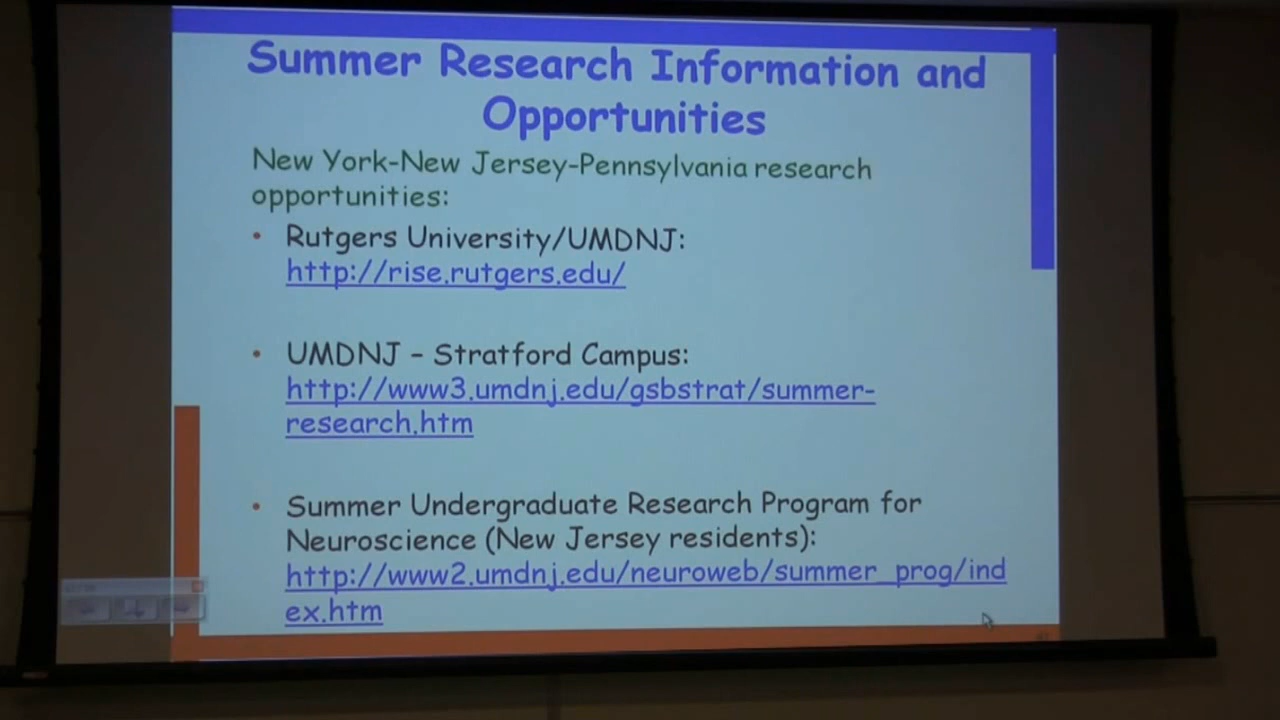 Summer Research Information and
Opportunities
New York-New Jersey-Pennsylvania research
opportunities:
• Rutgers University/UMDNJ:
http://rise.rutgers.edu/
• UMDNJ – Stratford Campus:
http://www3.umdnj.edu/gsbstrat/summer-
research.htm
• Summer Undergraduate Research Program for
Neuroscience (New Jersey residents):
http://www2.umdnj.edu/neuroweb/summer_prog/ind
ex.htm